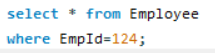 select * from Employee
where EmpId=124;